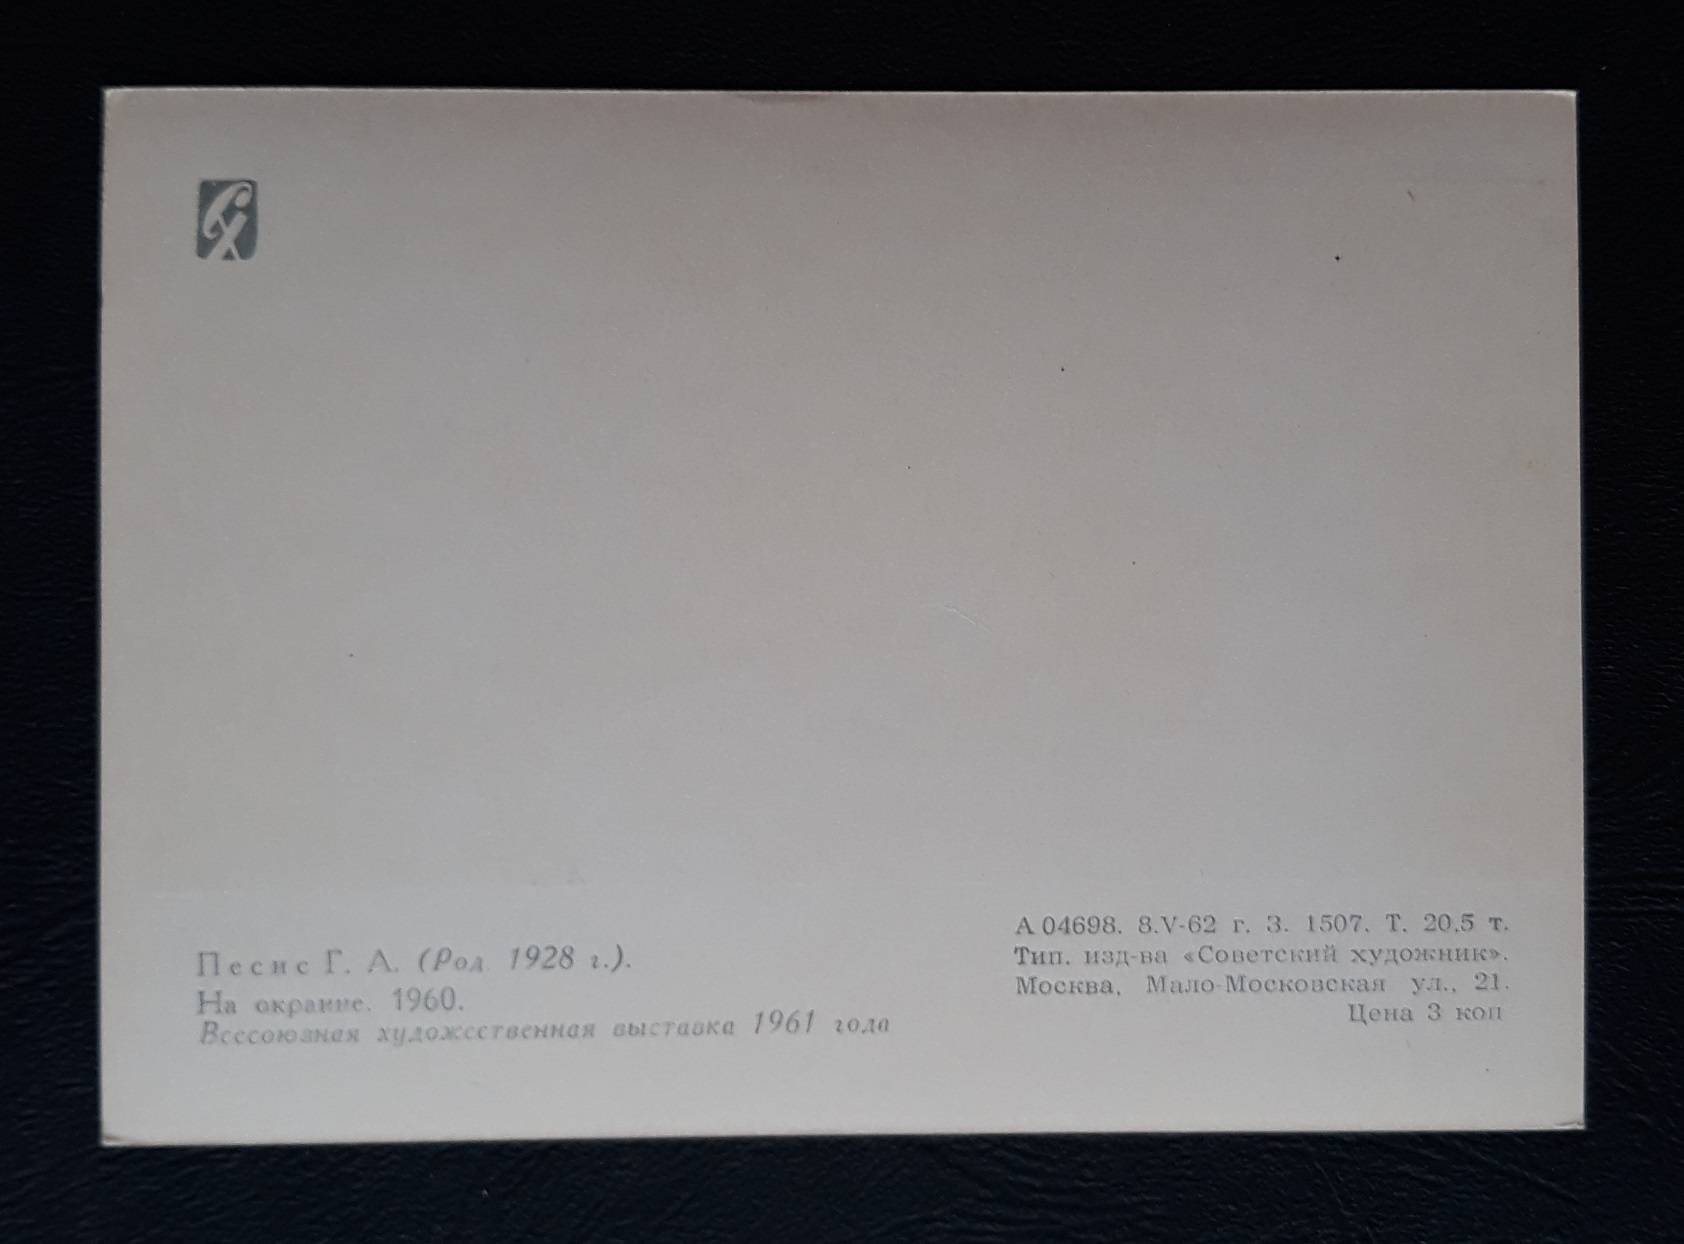 СХ
Песис Г. А. (Род. 1928 г.).
На окраине. 1960.
Всесоюзная художественная выставка 1961 года
А 04698. 8.V-62 г. З. 1507. Т. 20,5 т.
Тип. изд-ва «Советский художник».
Москва, Мало-Московская ул., 21.
Цена 3 коп